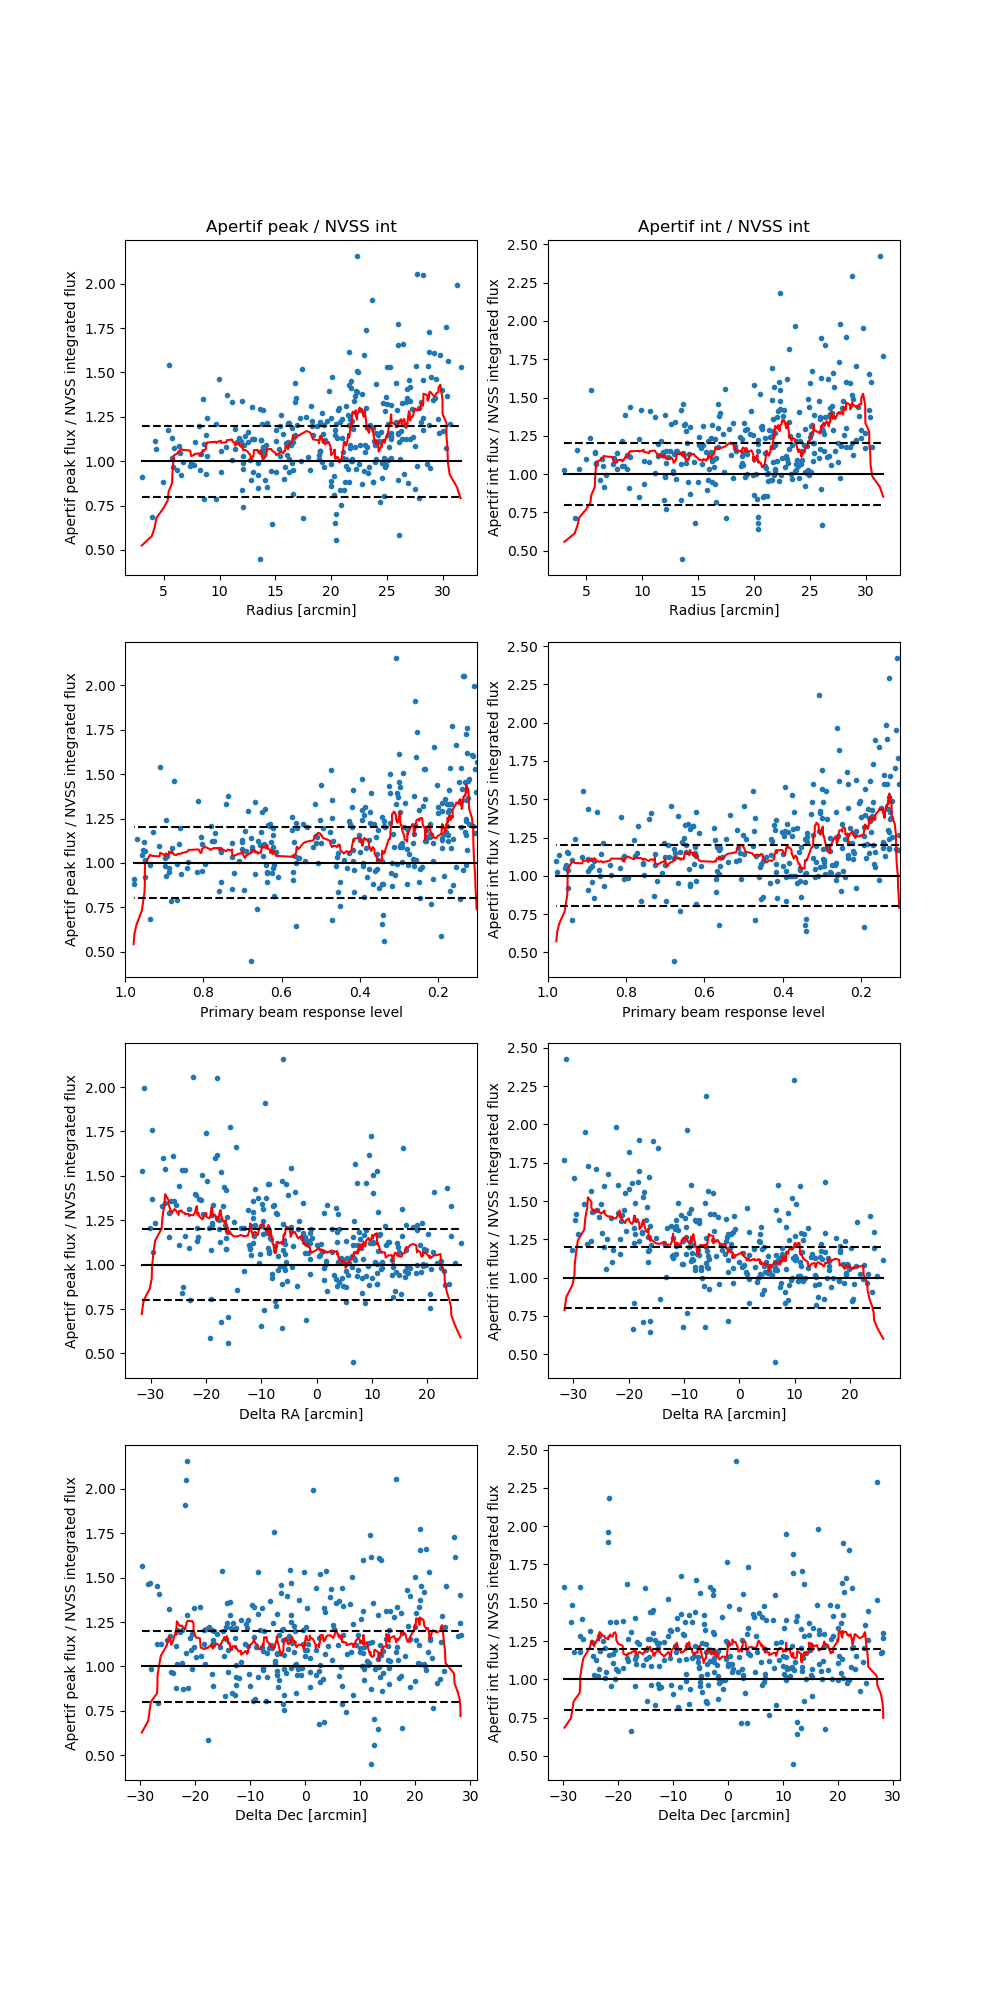 Apertif peak / NVSS int
Apertif int / NVSS int
Apertif peak flux / NVSS integrated flux
2.00
1.75
1.50
1.25
1.00
0.75
0.50
5 10 15 20 25 30
Radius [arcmin]
Apertif int flux / NVSS integrated flux
2.50
2.25
2.00
1.75
1.50
1.25
1.00
0.75
0.50
5 10 15 20 25 30
Radius [arcmin]
Apertif peak flux / NVSS integrated flux
2.00
1.75
1.50
1.25
1.00
0.75
0.50
1.0 0.8 0.6 0.4 0.2
Primary beam response level
Apertif int flux / NVSS integrated flux
2.50
2.25
2.00
1.75
1.50
1.25
1.00
0.75
0.50
1.0 0.8 0.6 0.4 0.2
Primary beam response level
Apertif peak flux / NVSS integrated flux
2.00
1.75
1.50
1.25
1.00
0.75
0.50
−30 −20 −10 0 10 20
Delta RA [arcmin]
Apertif int flux / NVSS integrated flux
2.50
2.25
2.00
1.75
1.50
1.25
1.00
0.75
0.50
−30 −20 −10 0 10 20
Delta RA [arcmin]
Apertif peak flux / NVSS integrated flux
2.00
1.75
1.50
1.25
1.00
0.75
0.50
−30 −20 −10 0 10 20 30
Delta Dec [arcmin]
Apertif int flux / NVSS integrated flux
2.50
2.25
2.00
1.75
1.50
1.25
1.00
0.75
0.50
−30 −20 −10 0 10 20 30
Delta Dec [arcmin]